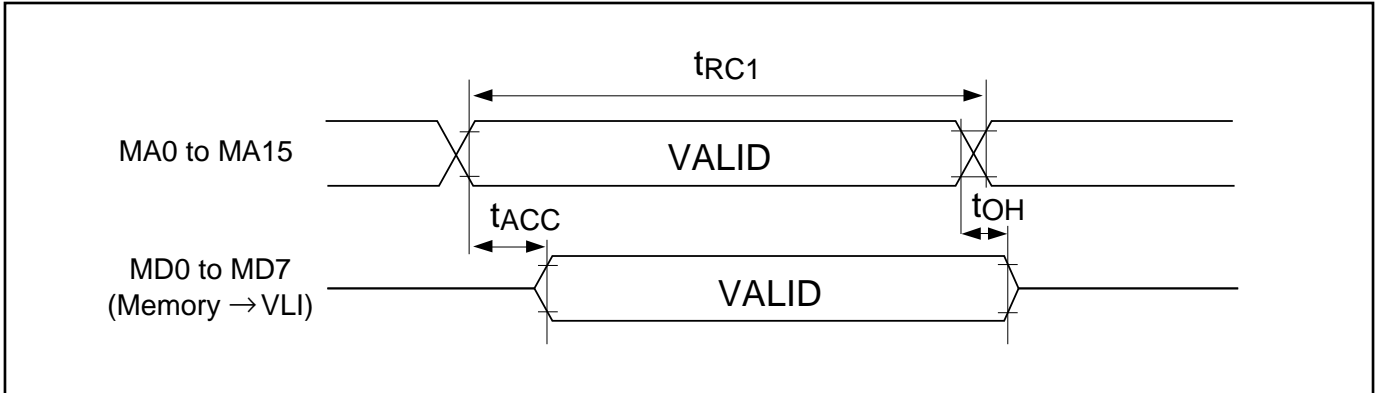 tRC1
MA0 to MA15
VALID
tACC
tOH
MD0 to MD7
(Memory → VLI)
VALID